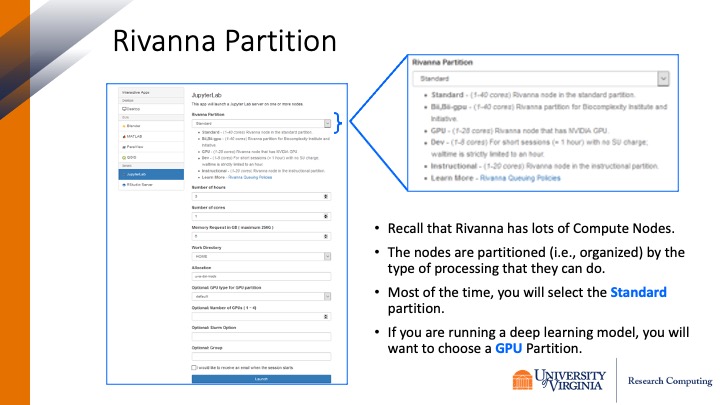 Rivanna Partition
Interactive Apps
Desktop
MATLAB
ParaView
JupyterLab
RStudio Server
JupyterLab
This app will launch a Jupyter Lab server on one or more nodes.
Rivanna Partition
Standard
• Standard - (1-40 cores) Rivanna node in the standard partition.
• Bii,Bii-gpu - (1-40 cores) Rivanna partition for Biocomplexity Institute and
Initiative.
• GPU - (1-28 cores) Rivanna node that has NVIDIA GPU.
• Dev - (1-8 cores) For short sessions (< 1 hour) with no SU charge;
walltime is strictly limited to an hour.
• Instructional - (1-20 cores) Rivanna node in the instructional partition.
• Learn More - Rivanna Queuing Policies
Number of hours
1
Number of cores
1
Memory Request in GB ( maximum 256G )
Work Directory
HOME
Allocation
Optional: GPU type for GPU partition
default
Optional: Number of GPUs ( 1 - 4)
Optional: Slurm Option
Optional: Group
I would like to receive an email when the session starts
Launch
Rivanna Partition
Standard
• Standard - (1-40 cores) Rivanna node in the standard partition.
• Bii,Bii-gpu - (1-40 cores) Rivanna partition for Biocomplexity Institute and
Initiative.
• GPU - (1-28 cores) Rivanna node that has NVIDIA GPU.
• Dev - (1-8 cores) For short sessions (< 1 hour) with no SU charge;
walltime is strictly limited to an hour.
• Instructional - (1-20 cores) Rivanna node in the instructional partition.
• Learn More - Rivanna Queuing Policies
• Recall that Rivanna has lots of Compute Nodes.
• The nodes are partitioned (i.e., organized) by the
type of processing that they can do.
• Most of the time, you will select the Standard
partition.
• If you are running a deep learning model, you will
want to choose a GPU Partition.
UNIVERSITY
of VIRGINIA
Research Computing